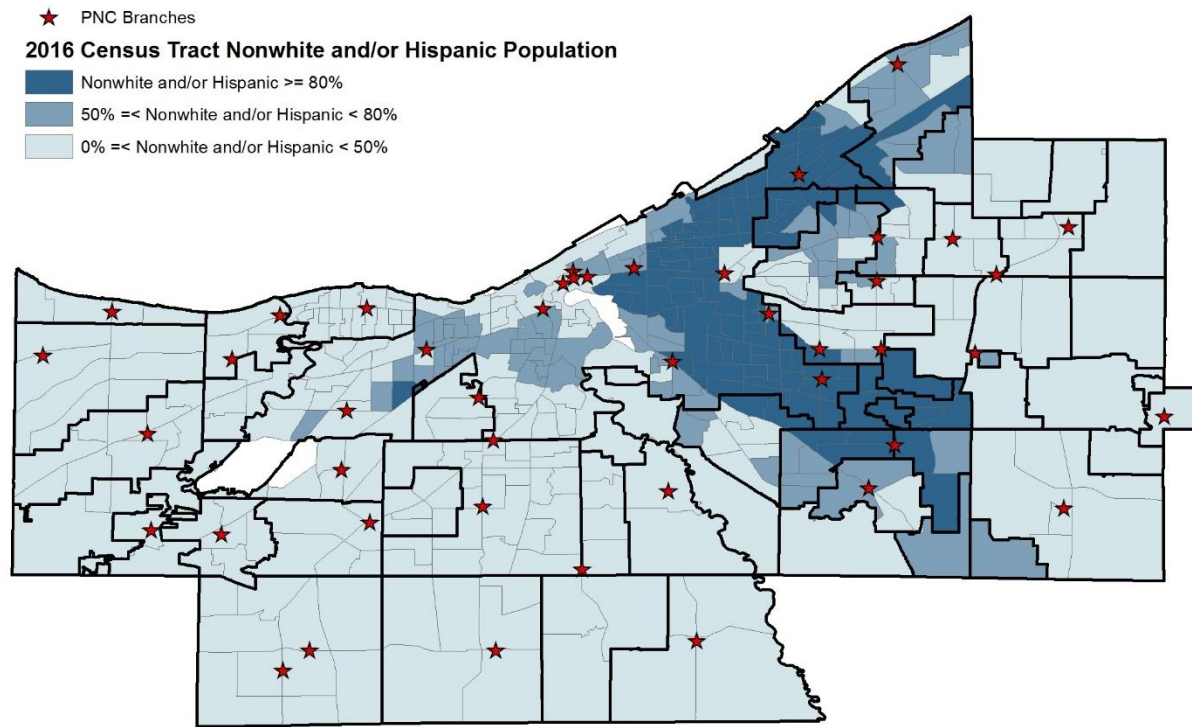 PNC Branches
2016 Census Tract Nonwhite and/or Hispanic Population
Nonwhite and/or Hispanic >= 80%
50% =< Nonwhite and/or Hispanic < 80%
0% =< Nonwhite and/or Hispanic < 50%